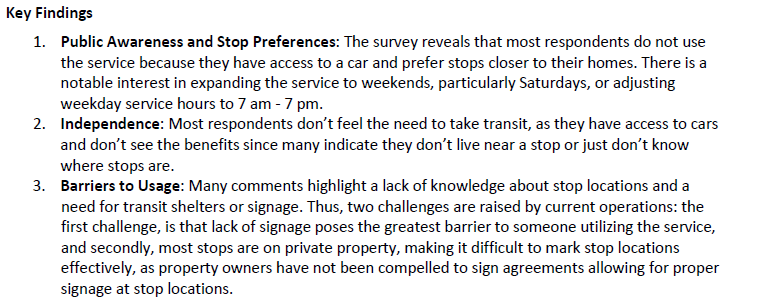 Key Findings
1. Public Awareness and Stop Preferences: The survey reveals that most respondents do not use
the service because they have access to a car and prefer stops closer to their homes. There is a
notable interest in expanding the service to weekends, particularly Saturdays, or adjusting
weekday service hours to 7 am - 7 pm.
2. Independence: Most respondents don’t feel the need to take transit, as they have access to cars
and don’t see the benefits since many indicate they don’t live near a stop or just don’t know
where stops are.
3. Barriers to Usage: Many comments highlight a lack of knowledge about stop locations and a
need for transit shelters or signage. Thus, two challenges are raised by current operations: the
first challenge, is that lack of signage poses the greatest barrier to someone utilizing the service,
and secondly, most stops are on private property, making it difficult to mark stop locations
effectively, as property owners have not been compelled to sign agreements allowing for proper
signage at stop locations.